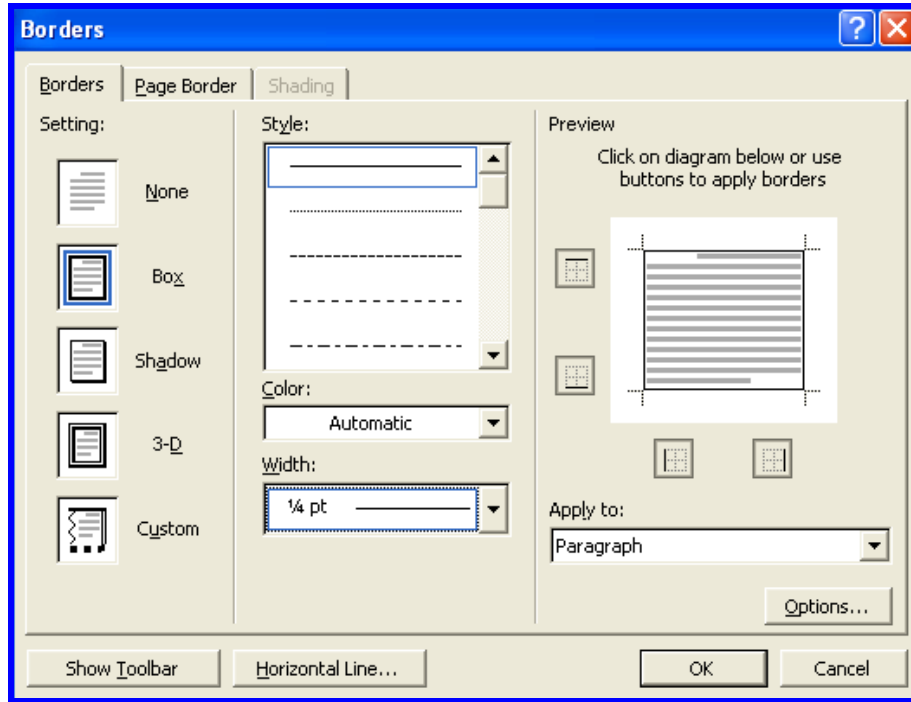 Borders
?
Borders
Page Border
Shading
Setting:
None
Box
Shadow
3-D
Custom
Style:
Color:
Automatic
Width:
¼ pt
Preview
Click on diagram below or use
buttons to apply borders
Apply to:
Paragraph
Options...
Show Toolbar
Horizontal Line...
OK
Cancel